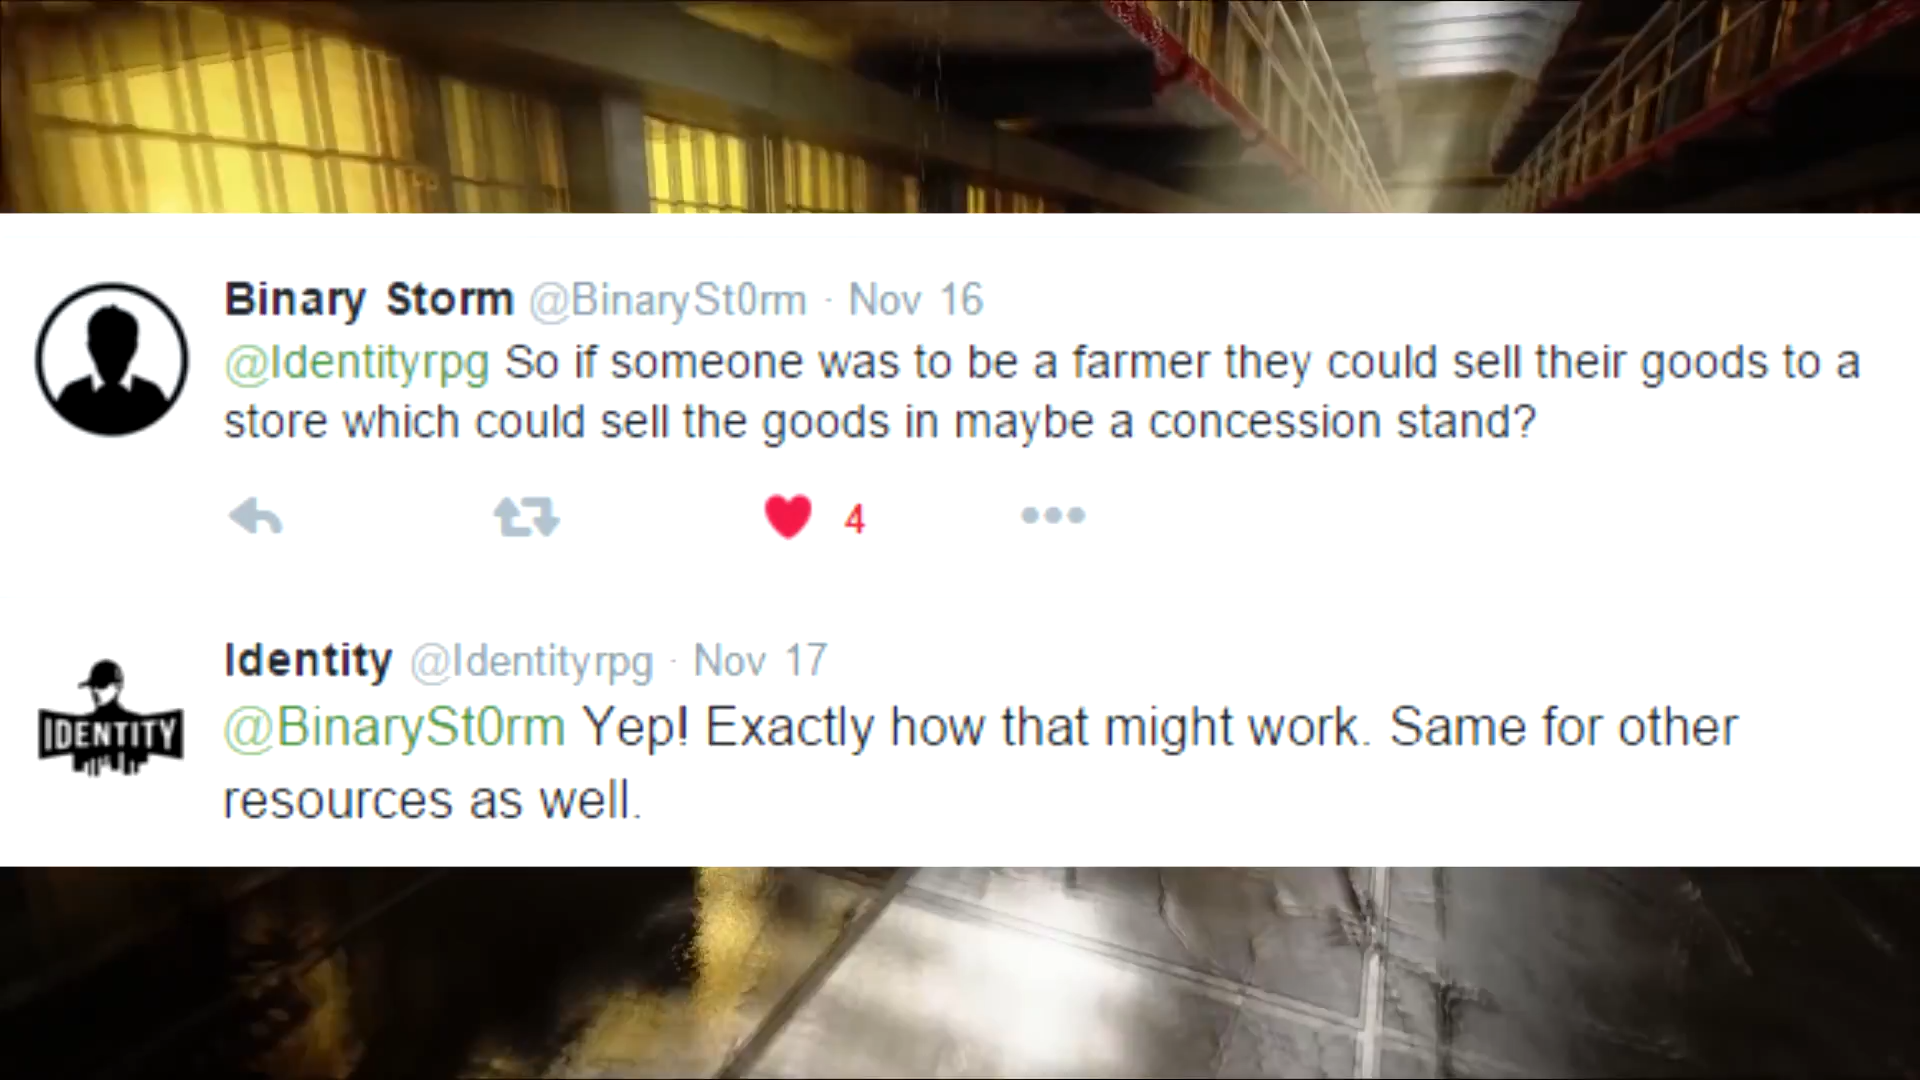 Binary Storm @BinarySt0rm · Nov 16
@Identityrpg So if someone was to be a farmer they could sell their goods to a
store which could sell the goods in maybe a concession stand?
4
Identity @Identityrpg · Nov 17
IDENTITY
@BinarySt0rm Yep! Exactly how that might work. Same for other
resources as well.